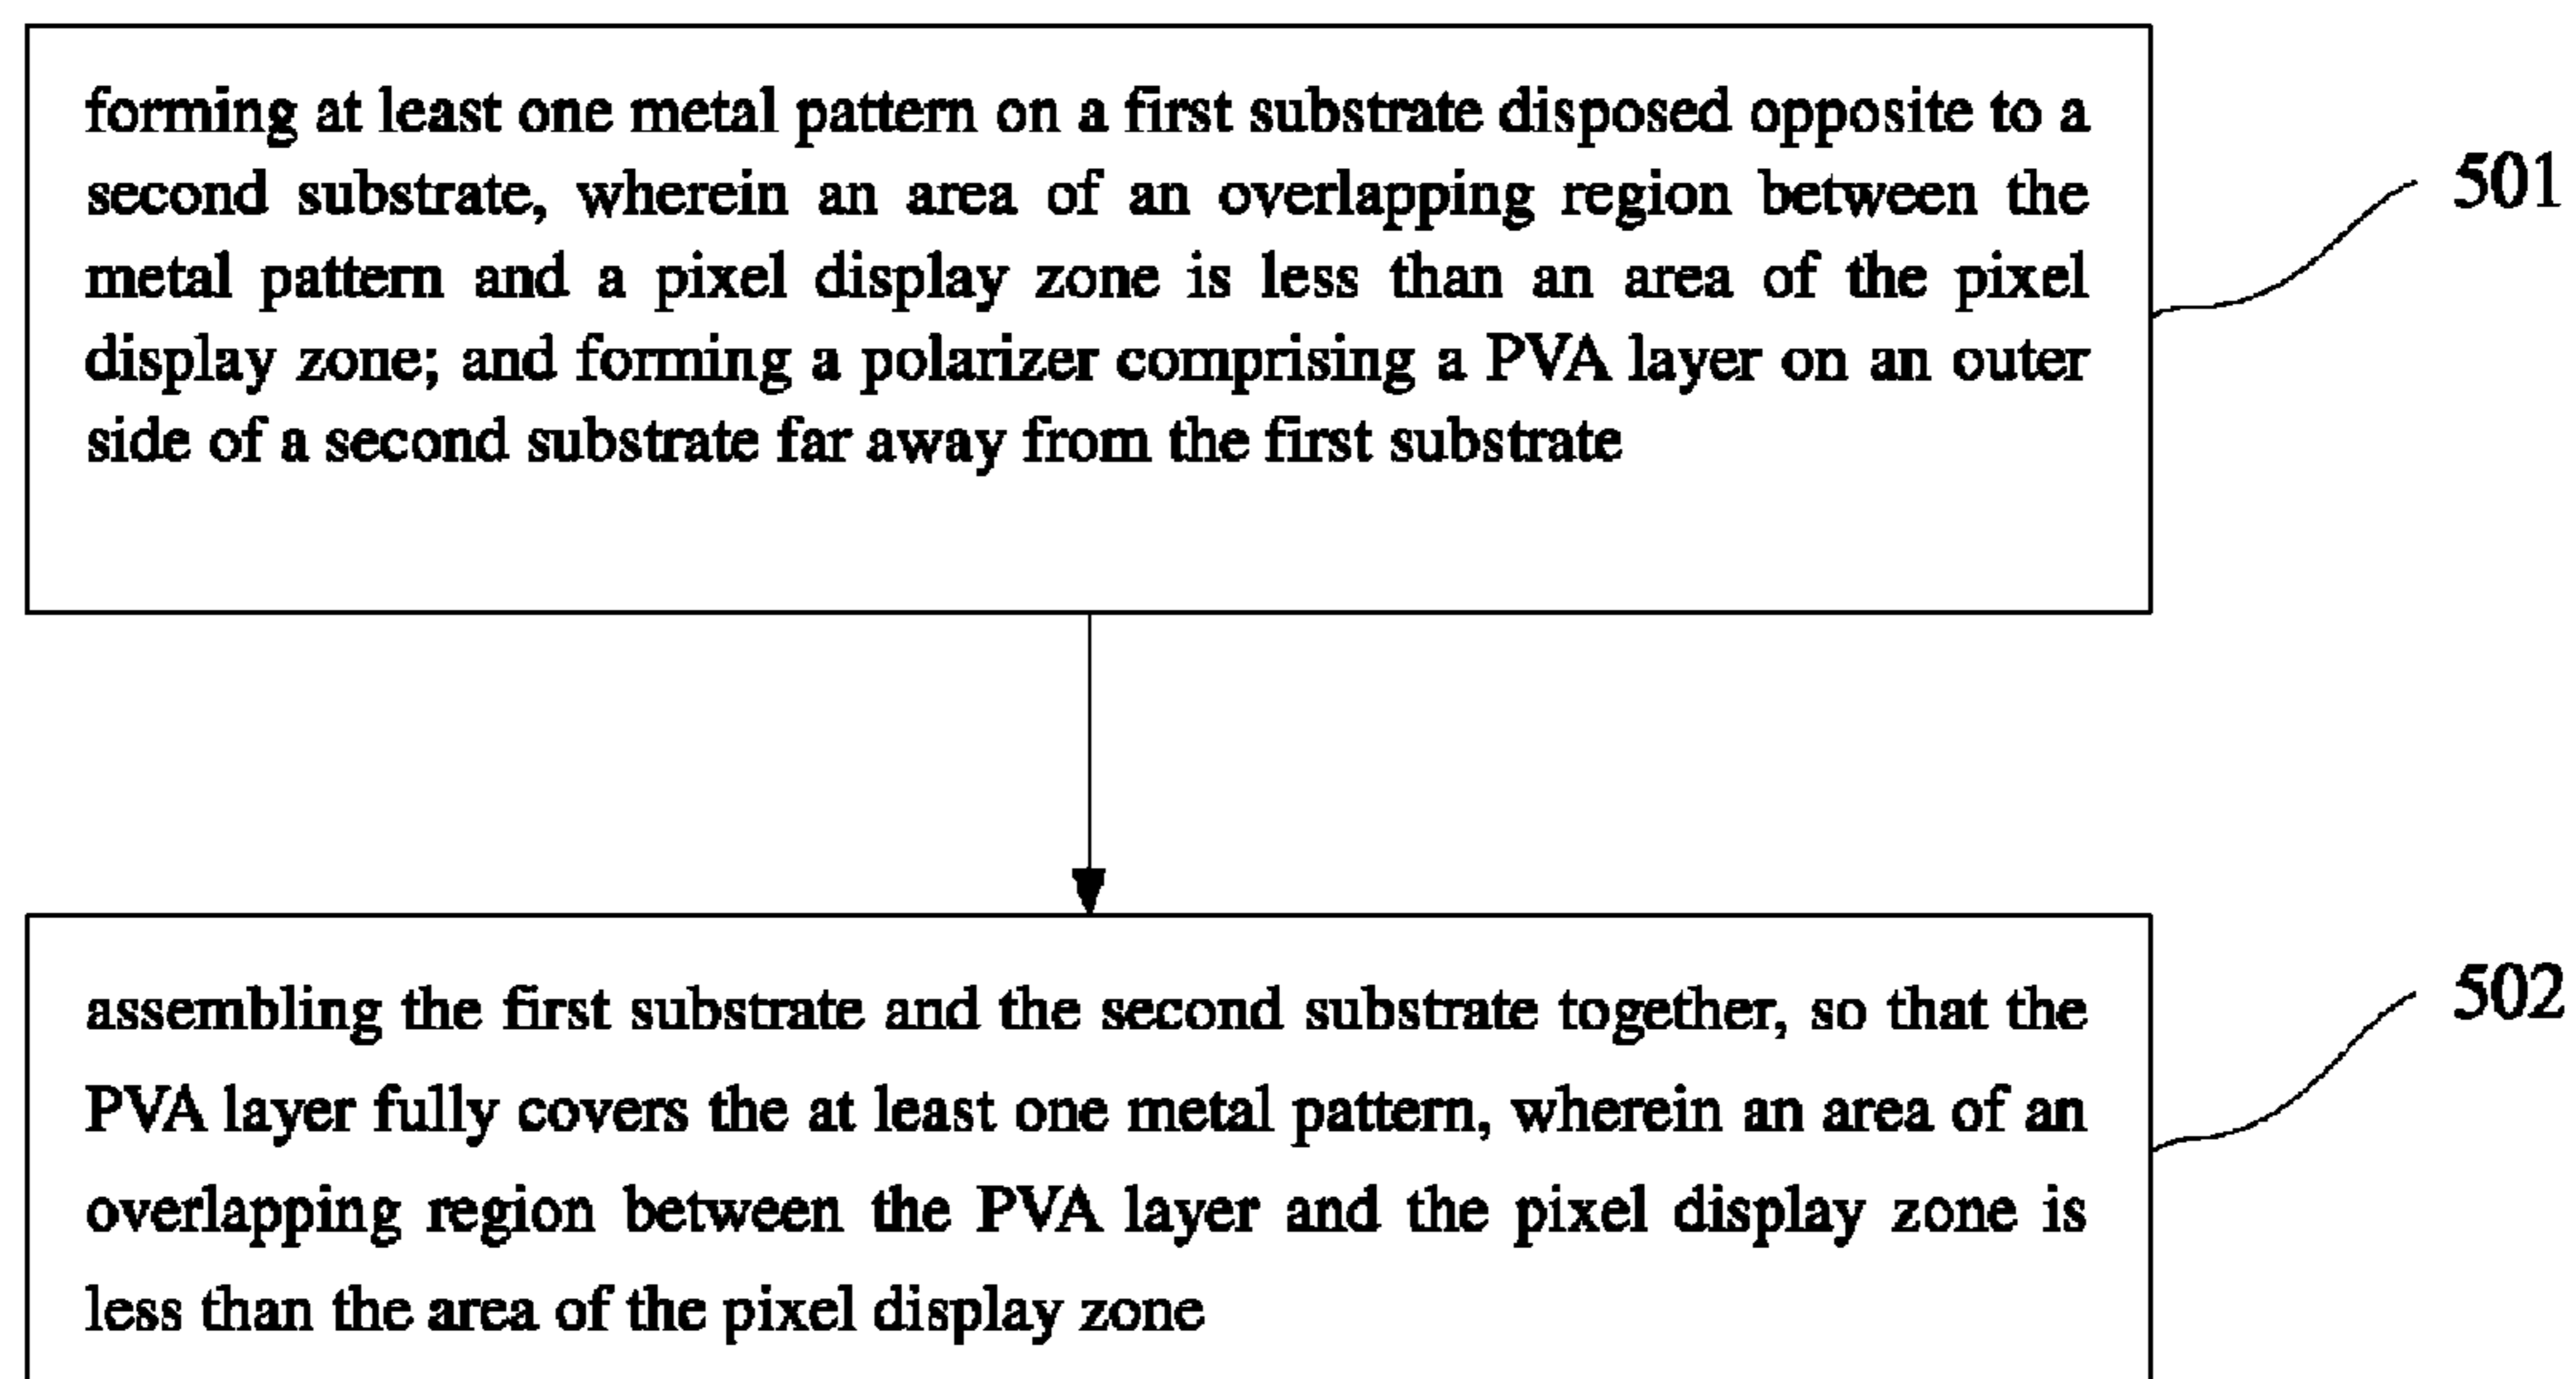 forming at least one metal pattern on a first substrate disposed opposite to a
second substrate, wherein an area of an overlapping region between the
metal pattern and a pixel display zone is less than an area of the pixel
display zone; and forming a polarizer comprising a PVA layer on an outer
side of a second substrate far away from the first substrate
501
assembling the first substrate and the second substrate together, so that the
PVA layer fully covers the at least one metal pattern, wherein an area of an
overlapping region between the PVA layer and the pixel display zone is
less than the area of the pixel display zone
502